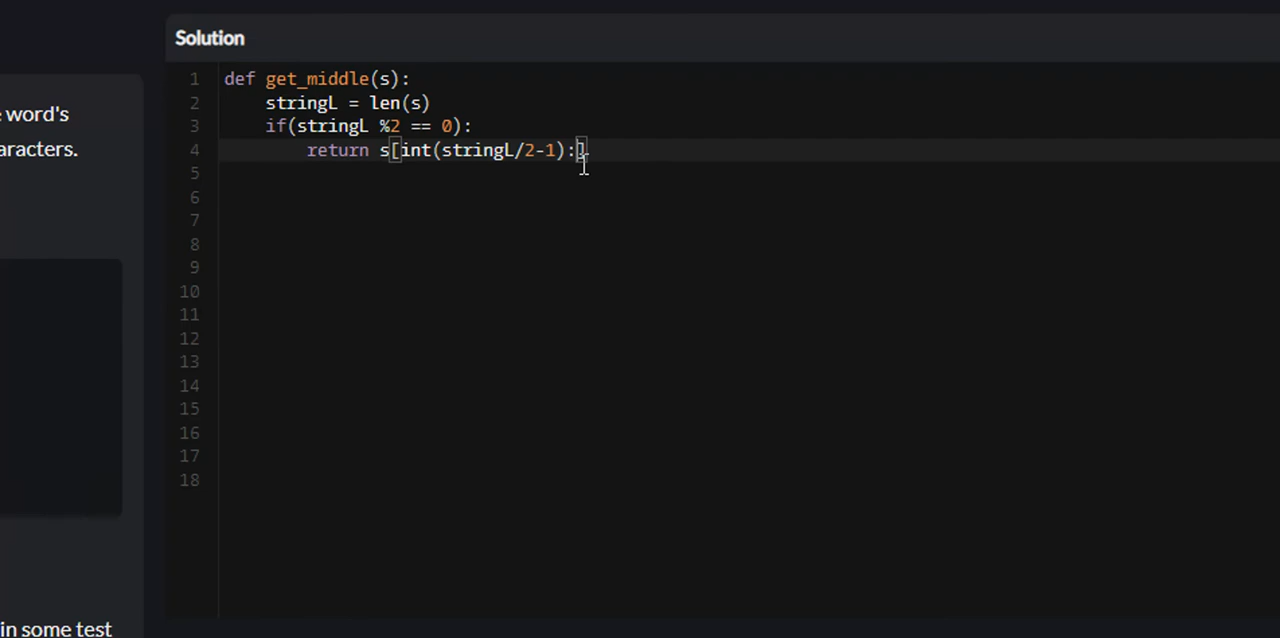 Solution
word's
aracters.
in some test
1 def get_middle(s):
2 stringL = len(s)
3 if(stringL %2 == 0):
4 return s[int(stringL/2-1):]
5
6
7
8
9
10
11
12
13
14
15
16
17
18